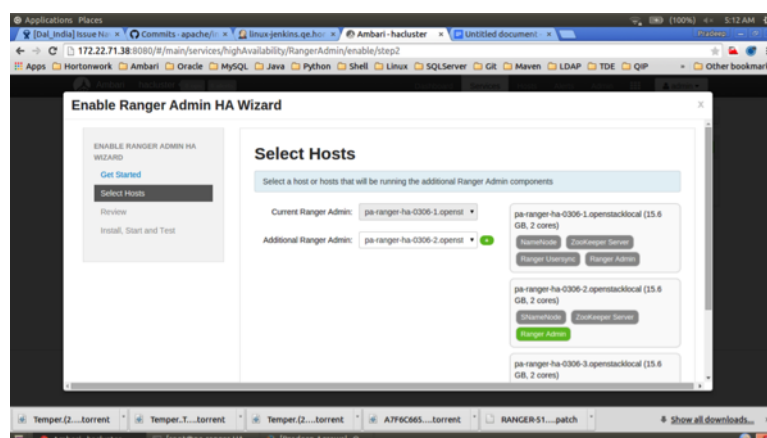 Applications Places
(100%)
5:12 AM
[Dal_India] Issue Na
Commits · apache/
linux-jenkins.qe.hor
Ambari - hacluster
Untitled document
172.22.71.38:8080/#/main/services/highAvailability/RangerAdmin/enable/step2
Apps
Hortonwork
Ambari
Oracle
MySQL
Java
Python
Shell
Linux
SQLServer
Git
Maven
LDAP
TDE
QIP
»
Other bookmar
Enable Ranger Admin HA Wizard
x
ENABLE RANGER ADMIN HA
WIZARD
Get Started
Select Hosts
Review
Install, Start and Test
Select Hosts
Select a host or hosts that will be running the additional Ranger Admin components
Current Ranger Admin: pa-ranger-ha-0306-1.openst
Additional Ranger Admin: pa-ranger-ha-0306-2.openst
pa-ranger-ha-0306-1.openstacklocal (15.6
GB, 2 cores)
NameNode ZooKeeper Server
Ranger Usersync Ranger Admin
pa-ranger-ha-0306-2.openstacklocal (15.6
GB, 2 cores)
SNameNode ZooKeeper Server
Ranger Admin
pa-ranger-ha-0306-3.openstacklocal (15.6
GB, 2 cores)
Temper.(2....torrent
Temper..T....torrent
Temper.(2....torrent
A7F6C665....torrent
RANGER-51....patch
Show all downloads...